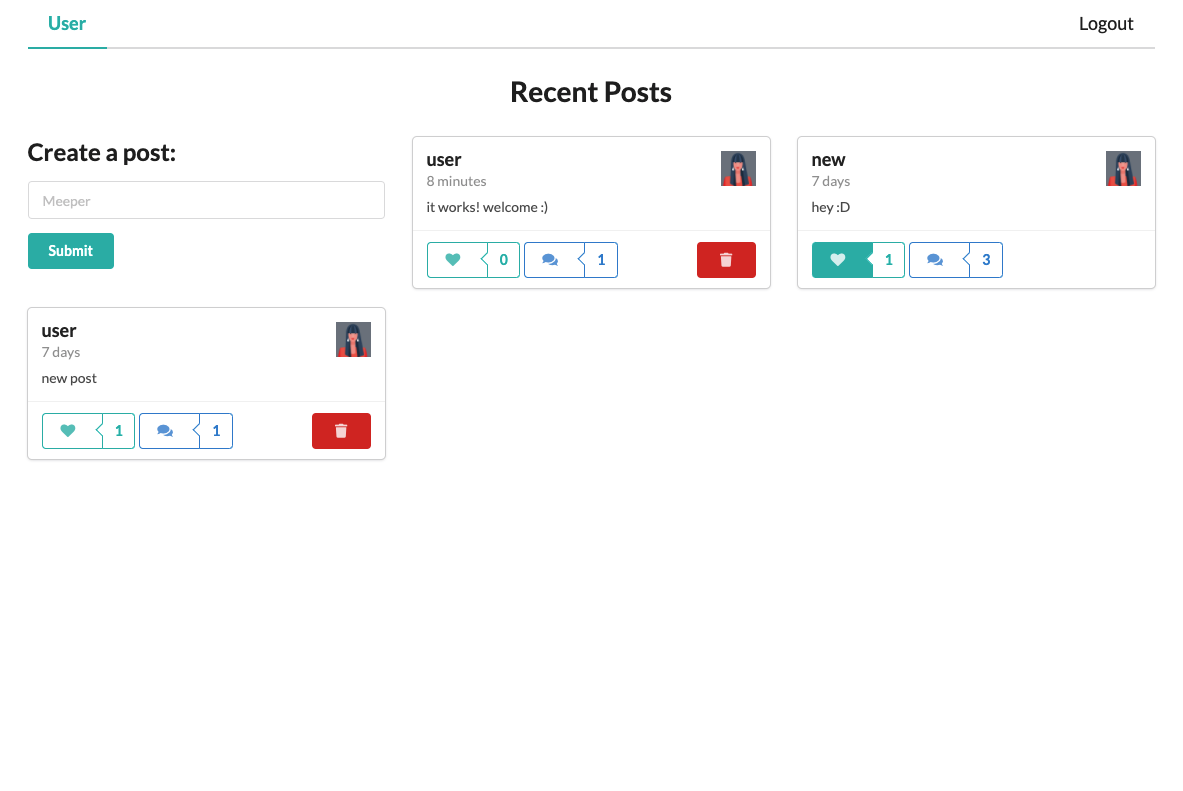 User
Logout
Recent Posts
Create a post:
Meeper
Submit
user
8 minutes
it works! welcome :)
0
1
new
7 days
hey :D
1
3
user
7 days
new post
1
1